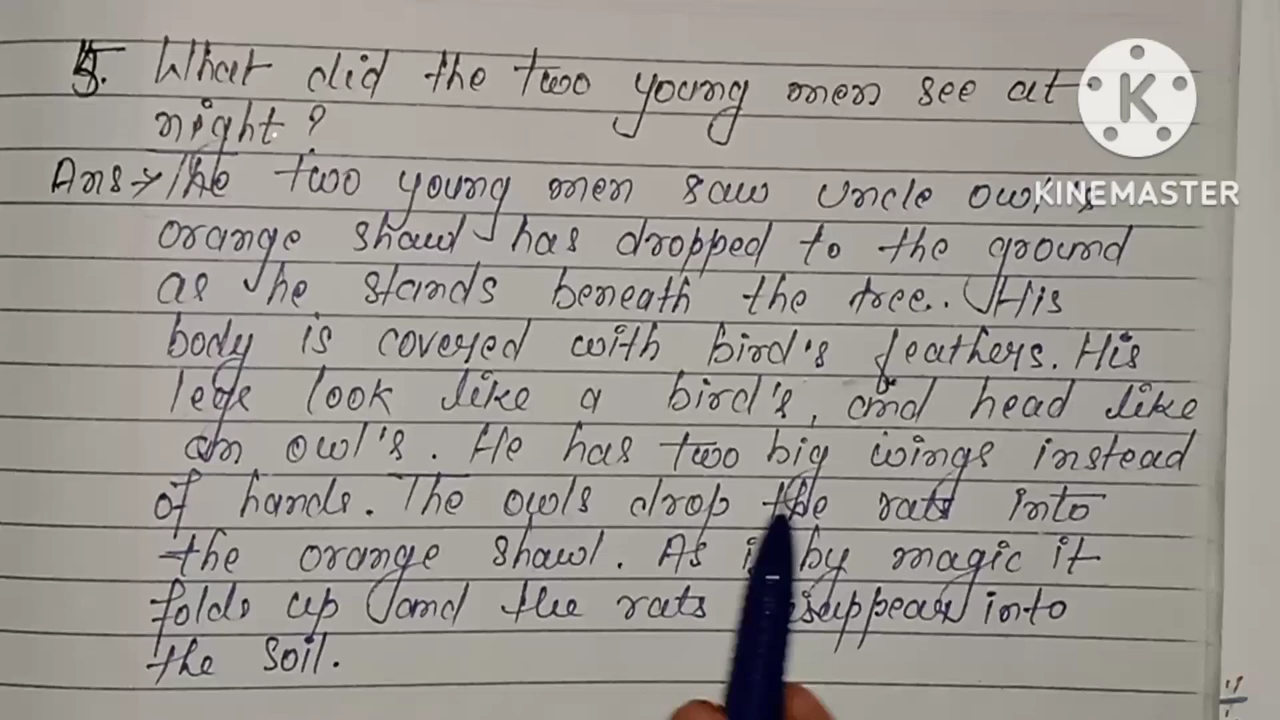 5. What did the two young men see at
night?
Ans → The two young men saw Uncle owl's
orange shawl has dropped to the ground
as he stands beneath the tree. His
body is covered with bird's feathers. His
legs look like a bird's, and head like
an owl's. He has two big wings instead
of hands. The owls drop the rats into
the orange shawl. As by magic it
folds up and the rats into
the soil.
K
KINEMASTER